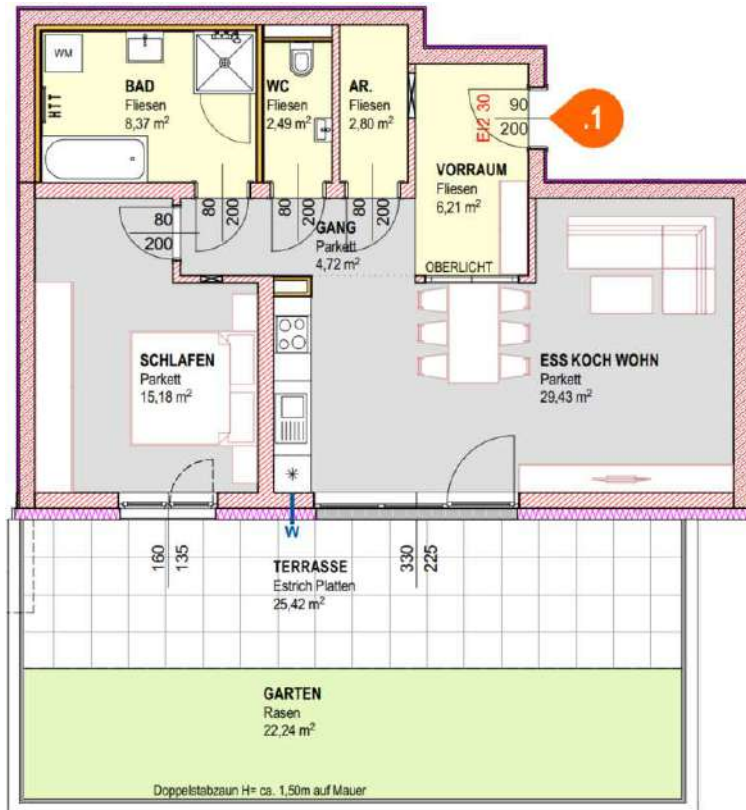 WM
HTT
BAD
Fliesen
8,37 m²
WC
Fliesen
2,49 m²
AR.
Fliesen
2,80 m²
EI2 30
90
200
.1
VORRAUM
Fliesen
6,21 m²
80
200
80
200
80
200
80
200
GANG
Parkett
4,72 m²
OBERLICHT
SCHLAFEN
Parkett
15,18 m²
ESS KOCH WOHN
Parkett
29,43 m²
W
160
135
TERRASSE
Estrich Platten
25,42 m²
330
225
GARTEN
Rasen
22,24 m²
Doppelstabzaun H= ca. 1,50m auf Mauer